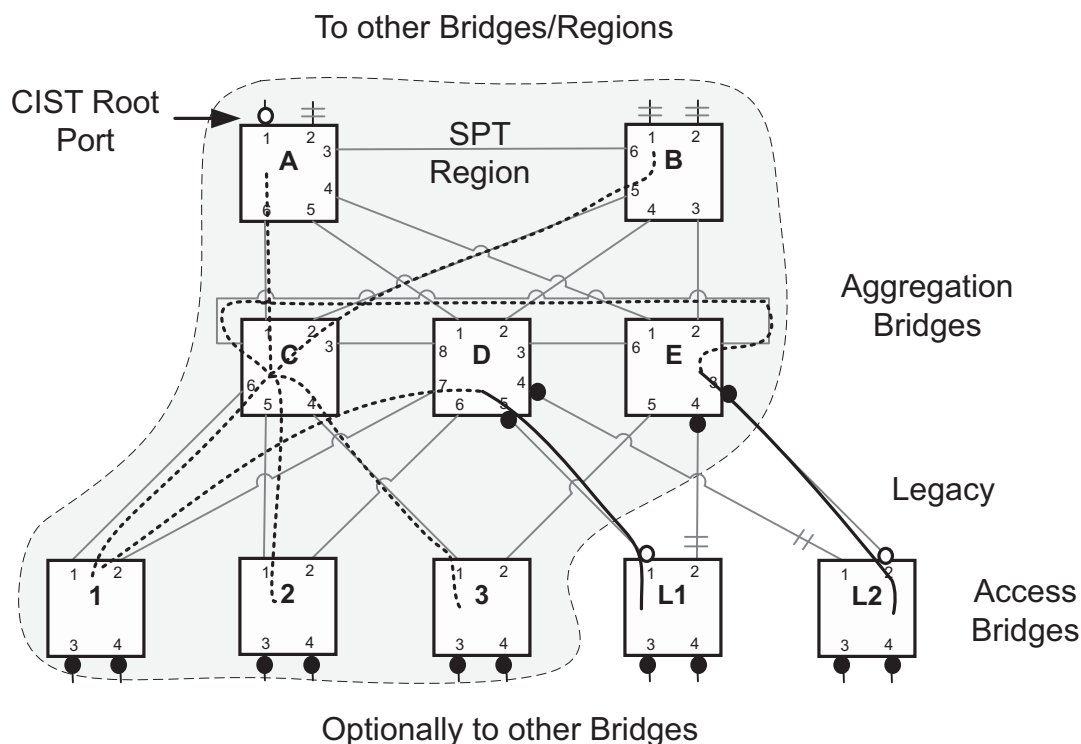 To other Bridges/Regions
CIST Root
Port
SPT
Region
1 2
3
A
4
6 5
1 2
6
B
5
4 3
Aggregation
Bridges
1 2
3
C
6
5 4
1 2
8 3
D
7 4
6 5
1 2
6
E
3
5 4
Legacy
1 2
1
3 4
1 2
2
3 4
1 2
3
3 4
1 2
L1
3 4
1 2
L2
3 4
Access
Bridges
Optionally to other Bridges